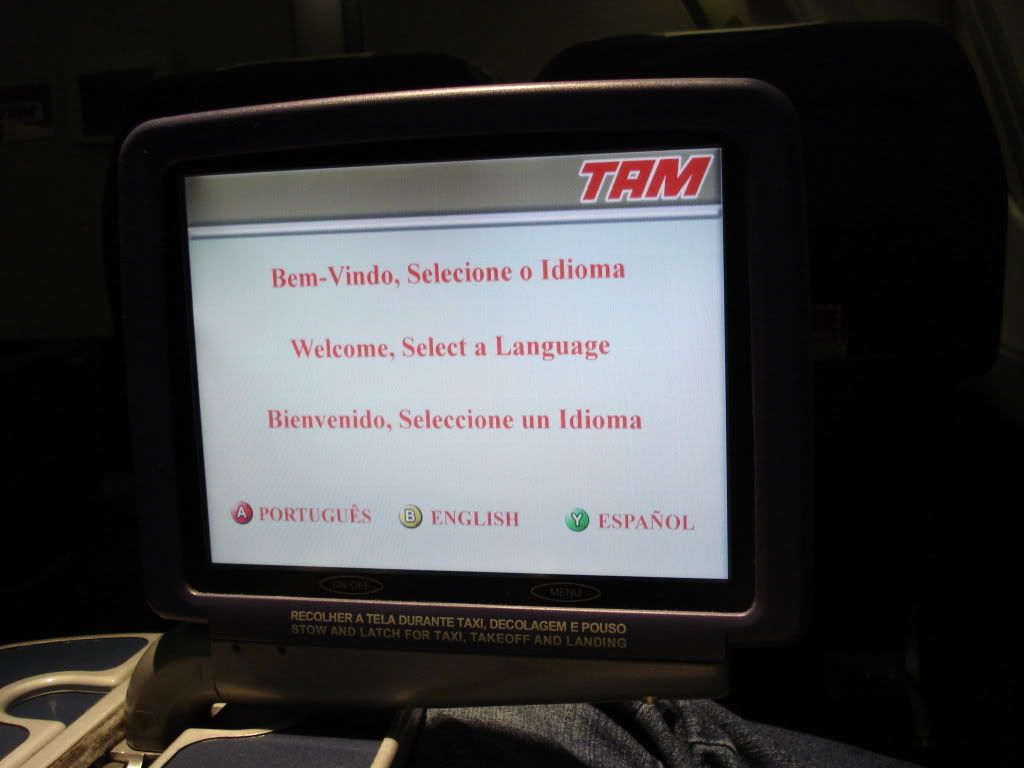 TAM
Bem-Vindo, Selecione o Idioma
Welcome, Select a Language
Bienvenido, Seleccione un Idioma
A PORTUGUÊS B ENGLISH Y ESPAÑOL
ON/OFF MENU
RECOLHER A TELA DURANTE TAXI, DECOLAGEM E POUSO
STOW AND LATCH FOR TAXI, TAKEOFF AND LANDING